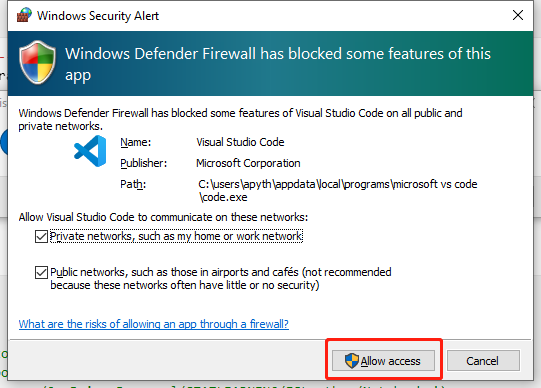 Windows Security Alert
Windows Defender Firewall has blocked some features of this
app
Windows Defender Firewall has blocked some features of Visual Studio Code on all public and
private networks.
Name: Visual Studio Code
Publisher: Microsoft Corporation
Path: C:\users\apyth\appdata\local\programs\microsoft vs code
\code.exe
Allow Visual Studio Code to communicate on these networks:
Private networks, such as my home or work network
Public networks, such as those in airports and cafés (not recommended
because these networks often have little or no security)
What are the risks of allowing an app through a firewall?
Allow access Cancel